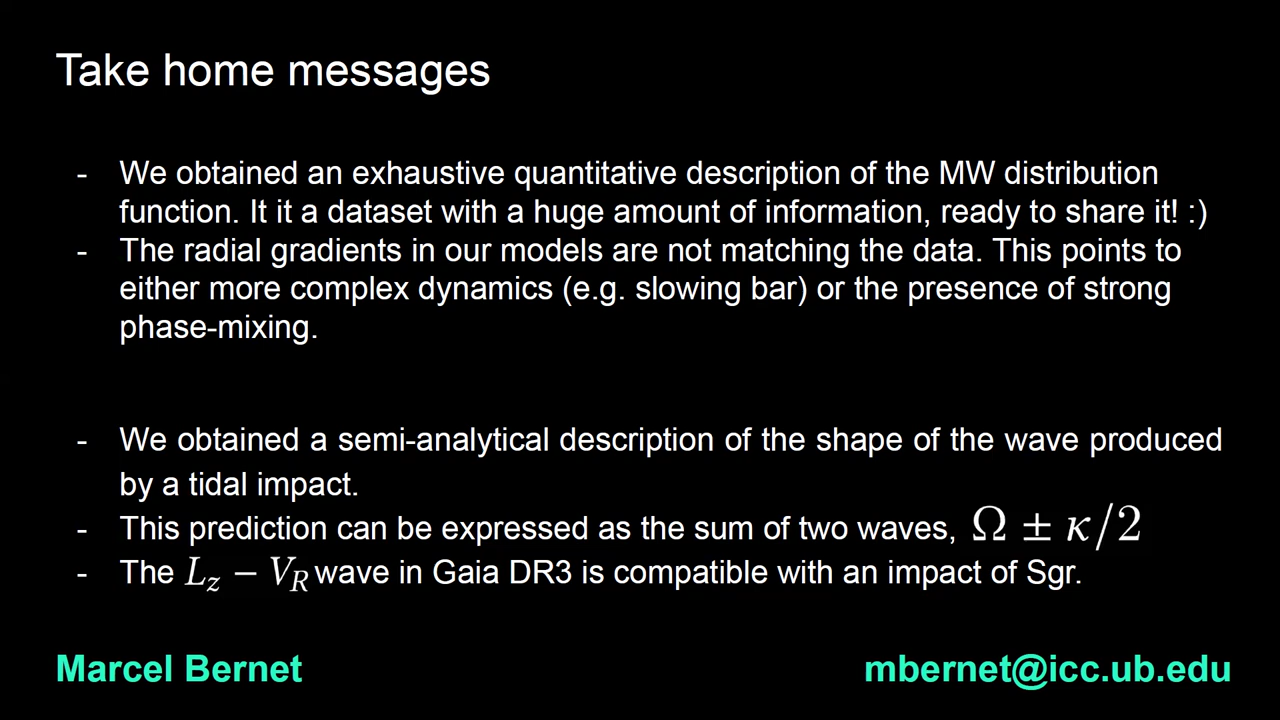 Take home messages
- We obtained an exhaustive quantitative description of the MW distribution
function. It it a dataset with a huge amount of information, ready to share it! :)
- The radial gradients in our models are not matching the data. This points to
either more complex dynamics (e.g. slowing bar) or the presence of strong
phase-mixing.
- We obtained a semi-analytical description of the shape of the wave produced
by a tidal impact.
- This prediction can be expressed as the sum of two waves, Ω ± κ/2
- The L_z − V_R wave in Gaia DR3 is compatible with an impact of Sgr.
Marcel Bernet mbernet@icc.ub.edu